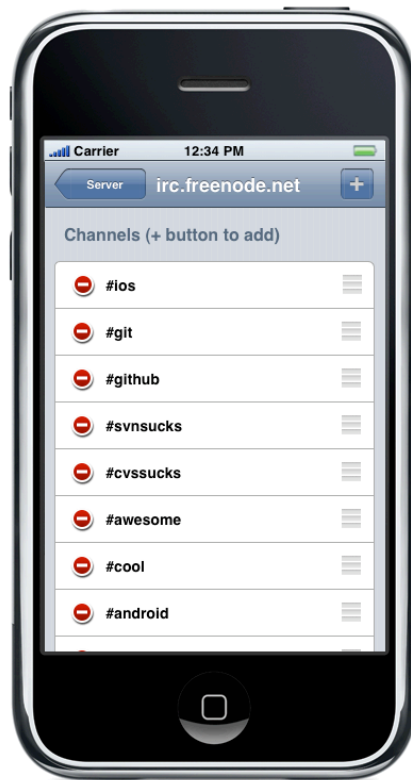 Carrier 12:34 PM
Server irc.freenode.net +
Channels (+ button to add)
#ios
#git
#github
#svnsucks
#cvssucks
#awesome
#cool
#android